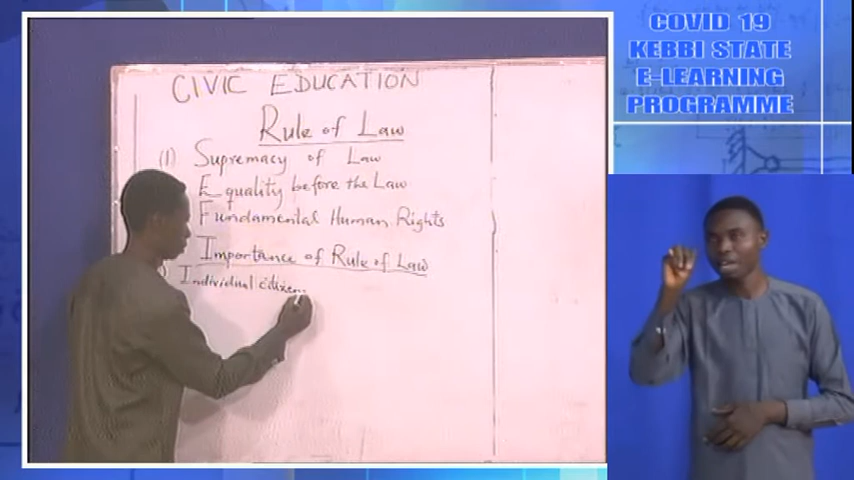 CIVIC EDUCATION
Rule of Law
(1) Supremacy of Law
Equality before the Law
Fundamental Human Rights
Importance of Rule of Law
Individual citizens
COVID 19
KEBBI STATE
E-LEARNING
PROGRAMME